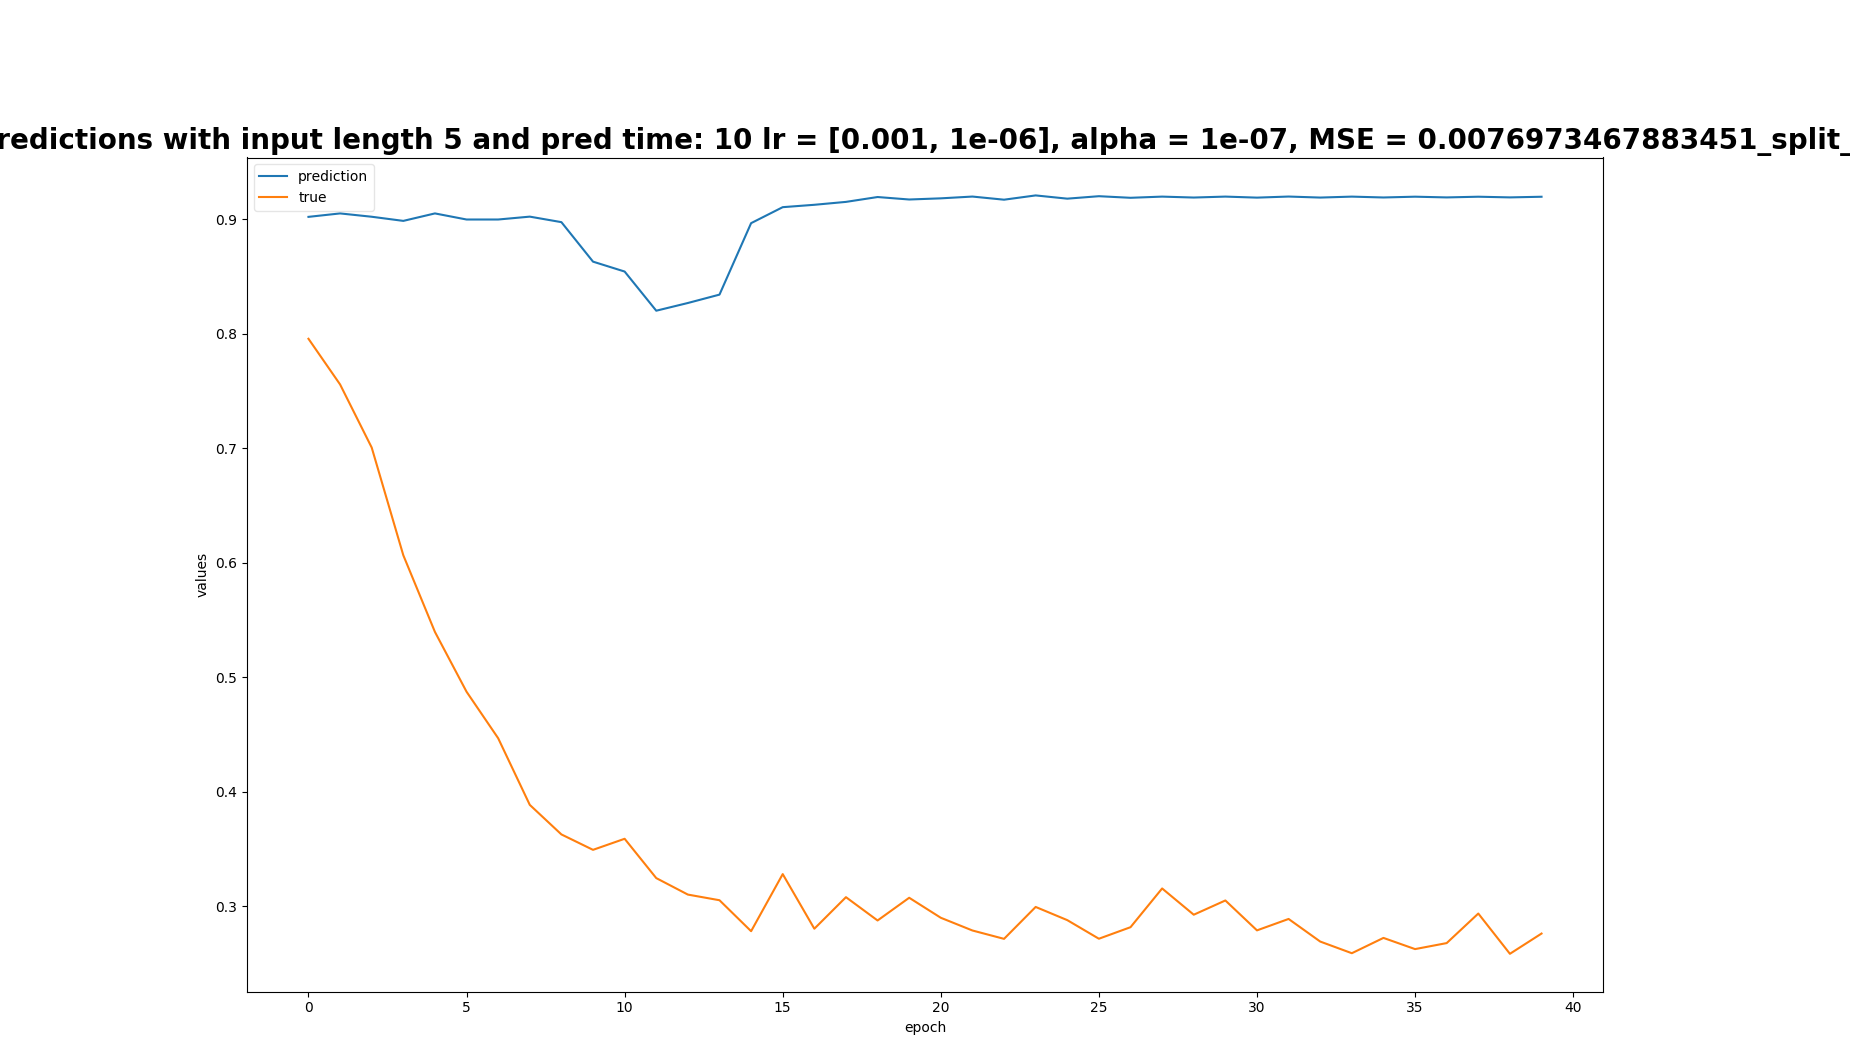 redictions with input length 5 and pred time: 10 lr = [0.001, 1e-06], alpha = 1e-07, MSE = 0.0076973467883451_split_
prediction
true
0.9
0.8
0.7
0.6
0.5
0.4
0.3
values
0 5 10 15 20 25 30 35 40
epoch